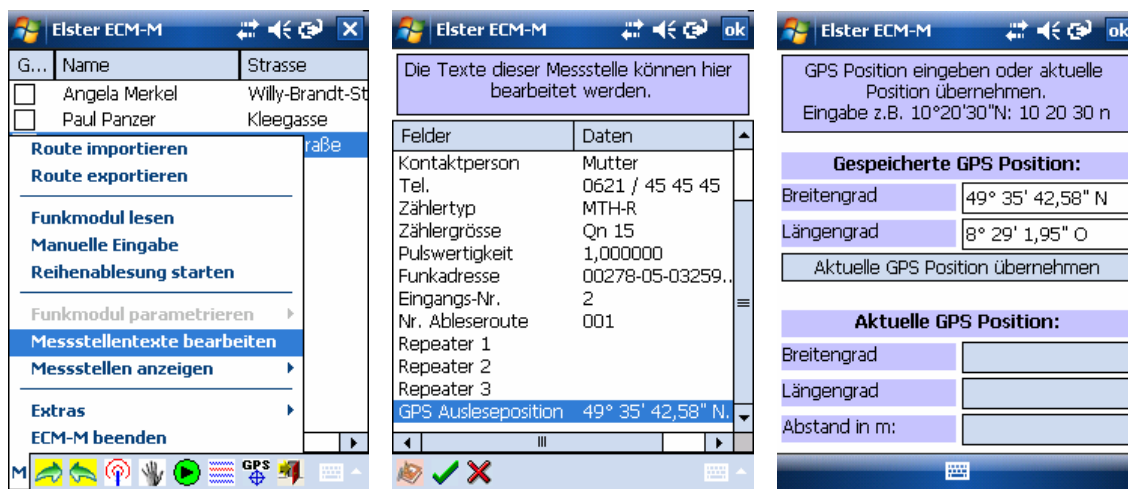 Elster ECM-M
G... Name Strasse
Angela Merkel Willy-Brandt-St
Paul Panzer Kleegasse
raße
Route importieren
Route exportieren
Funkmodul lesen
Manuelle Eingabe
Reihenablesung starten
Funkmodul parametrieren
Messstellentexte bearbeiten
Messstellen anzeigen
Extras
ECM-M beenden
M
GPS
Elster ECM-M ok
Die Texte dieser Messstelle können hier
bearbeitet werden.
Felder Daten
Kontaktperson Mutter
Tel. 0621 / 45 45 45
Zählertyp MTH-R
Zählergrösse Qn 15
Pulswertigkeit 1,000000
Funkadresse 00278-05-03259..
Eingangs-Nr. 2
Nr. Ableseroute 001
Repeater 1
Repeater 2
Repeater 3
GPS Ausleseposition 49° 35' 42,58" N.
Elster ECM-M ok
GPS Position eingeben oder aktuelle
Position übernehmen.
Eingabe z.B. 10°20'30"N: 10 20 30 n
Gespeicherte GPS Position:
Breitengrad 49° 35' 42,58" N
Längengrad 8° 29' 1,95" O
Aktuelle GPS Position übernehmen
Aktuelle GPS Position:
Breitengrad
Längengrad
Abstand in m: